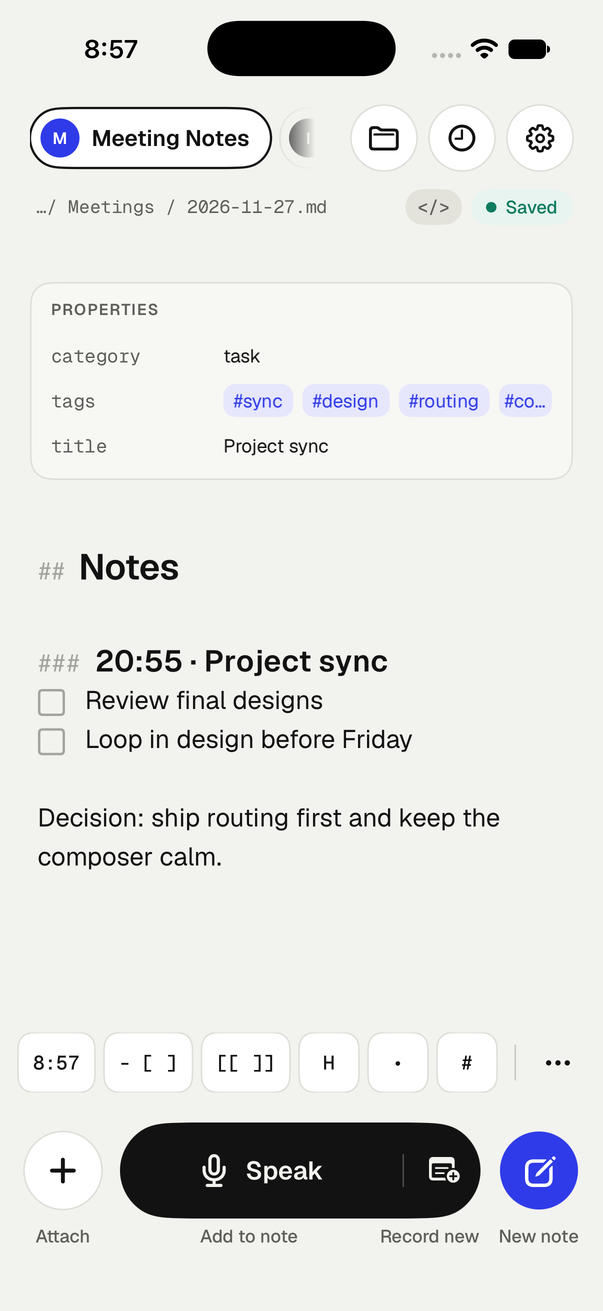 8:57
M Meeting Notes I
…/ Meetings / 2026-11-27.md </> Saved
PROPERTIES
category task
tags #sync #design #routing #co…
title Project sync
## Notes
### 20:55 · Project sync
Review final designs
Loop in design before Friday
Decision: ship routing first and keep the
composer calm.
8:57 - [ ] [[ ]] H • # •••
Speak
Attach Add to note Record new New note